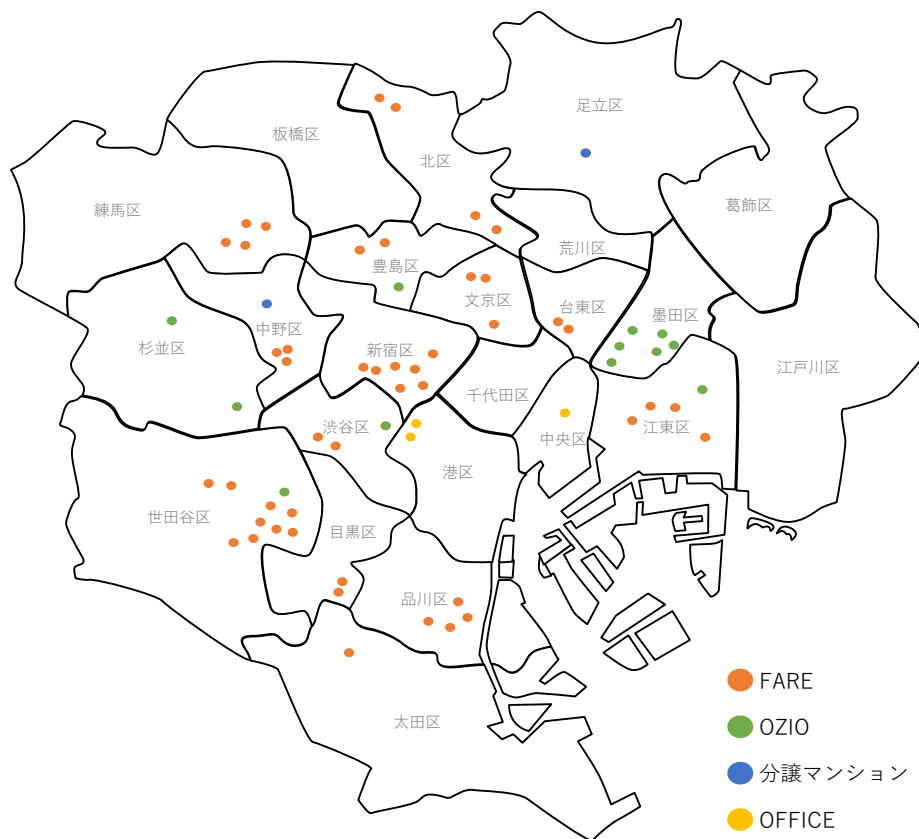 足立区
板橋区
北区
葛飾区
練馬区
荒川区
豊島区
文京区
台東区
墨田区
中野区
杉並区
新宿区
江戸川区
千代田区
渋谷区
中央区
江東区
港区
世田谷区
目黒区
品川区
太田区
FARE
OZIO
分譲マンション
OFFICE